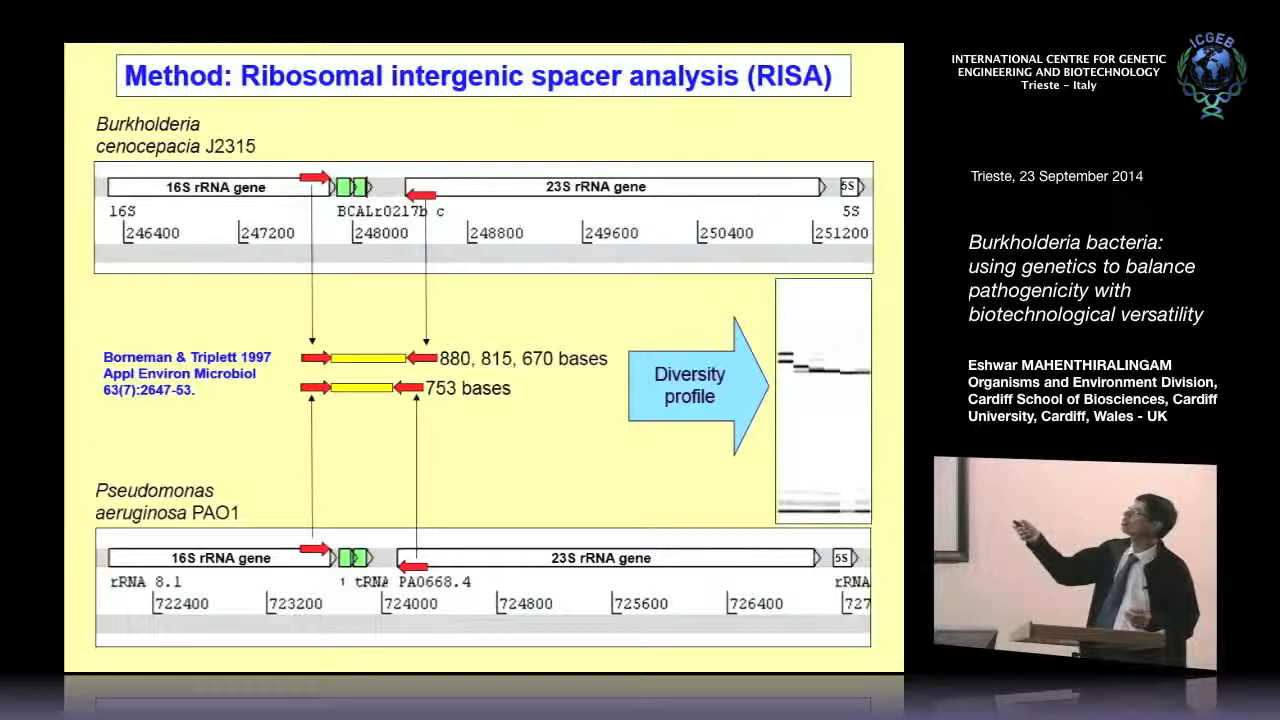 Method: Ribosomal intergenic spacer analysis (RISA)
Burkholderia
cenocepacia J2315
16S rRNA gene
23S rRNA gene
5S
16S
BCALr0217b c
5S
246400
247200
248000
248800
249600
250400
251200
Borneman & Triplett 1997
Appl Environ Microbiol
63(7):2647-53.
880, 815, 670 bases
753 bases
Diversity
profile
Pseudomonas
aeruginosa PAO1
16S rRNA gene
23S rRNA gene
5S
rRNA 8.1
tRNA PA0668.4
rRNA
722400
723200
724000
724800
725600
726400
727
INTERNATIONAL CENTRE FOR GENETIC
ENGINEERING AND BIOTECHNOLOGY
Trieste - Italy
ICGEB
Trieste, 23 September 2014
Burkholderia bacteria:
using genetics to balance
pathogenicity with
biotechnological versatility
Eshwar MAHENTHIRALINGAM
Organisms and Environment Division,
Cardiff School of Biosciences, Cardiff
University, Cardiff, Wales - UK